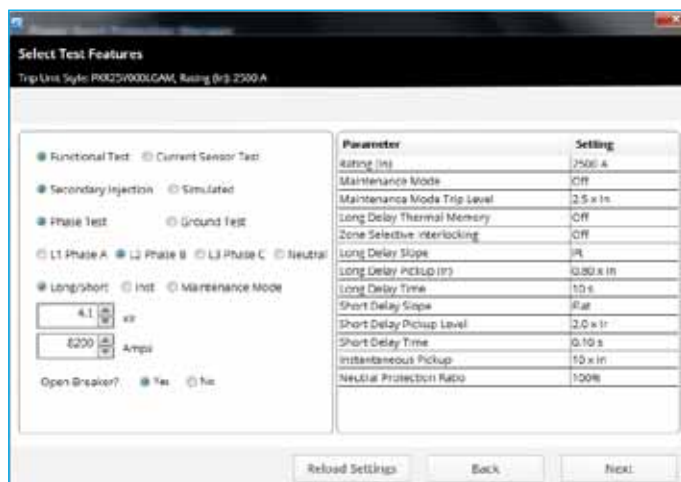 Select Test Features
Trip Unit Style: PXR25V000LGAM, Rating (In): 2500 A
Functional Test Current Sensor Test
Secondary Injection Simulated
Phase Test Ground Test
L1 Phase A L2 Phase B L3 Phase C Neutral
Long/Short Inst Maintenance Mode
4.1 xIr
8200 Amps
Open Breaker? Yes No
Parameter Setting
Rating (In) 2500 A
Maintenance Mode Off
Maintenance Mode Trip Level 2.5 x In
Long Delay Thermal Memory Off
Zone Selective Interlocking Off
Long Delay Slope
Long Delay Pickup (Ir) 0.80 x In
Long Delay Time 10 s
Short Delay Slope Flat
Short Delay Pickup Level 2.0 x Ir
Short Delay Time 0.10 s
Instantaneous Pickup 10 x In
Neutral Protection Ratio 100%
Reload Settings Back Next